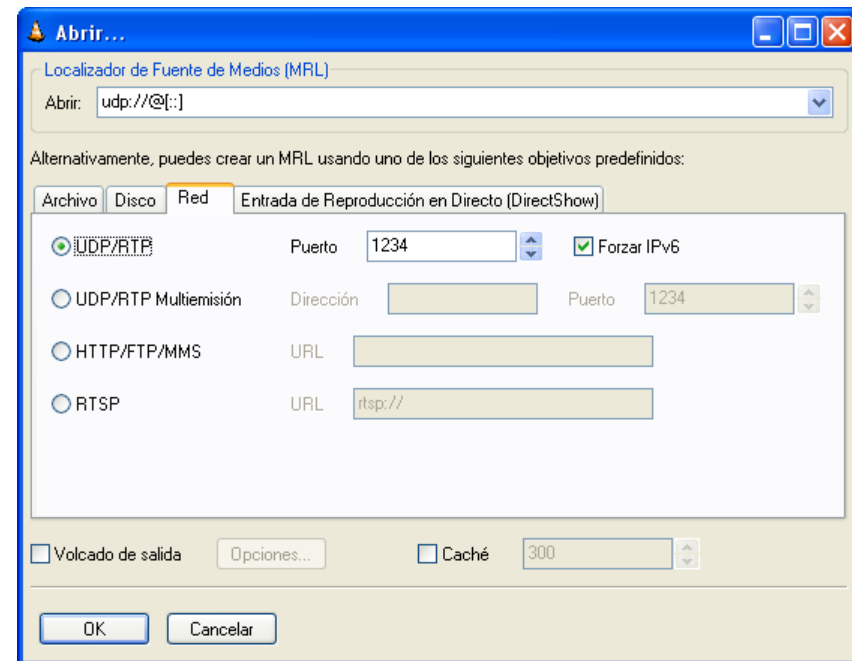 Abrir...
Localizador de Fuente de Medios (MRL)
Abrir: udp://@[::]
Alternativamente, puedes crear un MRL usando uno de los siguientes objetivos predefinidos:
Archivo Disco Red Entrada de Reproducción en Directo (DirectShow)
UDP/RTP Puerto 1234 Forzar IPv6
UDP/RTP Multiemisión Dirección Puerto 1234
HTTP/FTP/MMS URL
RTSP URL rtsp://
Volcado de salida Opciones... Caché 300
OK Cancelar